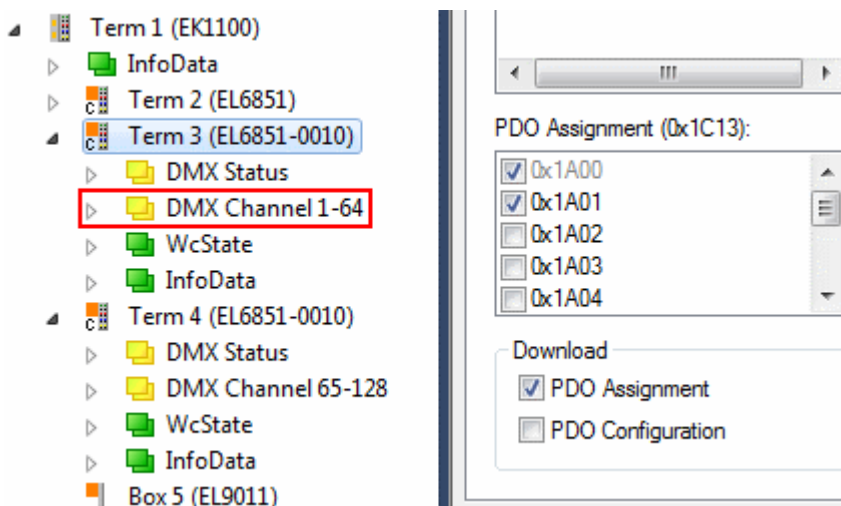 Term 1 (EK1100)
InfoData
Term 2 (EL6851)
Term 3 (EL6851-0010)
DMX Status
DMX Channel 1-64
WcState
InfoData
Term 4 (EL6851-0010)
DMX Status
DMX Channel 65-128
WcState
InfoData
Box 5 (EL9011)
PDO Assignment (0x1C13):
0x1A00
0x1A01
0x1A02
0x1A03
0x1A04
Download
PDO Assignment
PDO Configuration